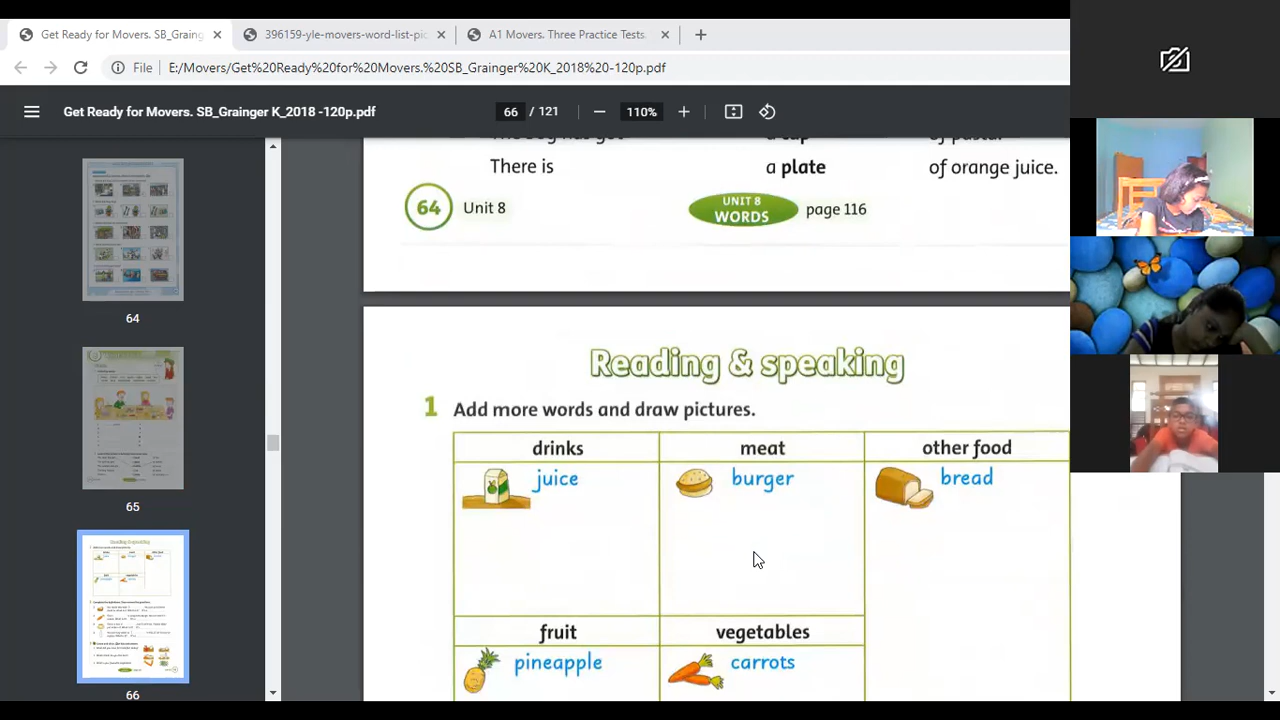 Get Ready for Movers. SB_Graing
396159-yle-movers-word-list-pic
A1 Movers. Three Practice Tests.
File E:/Movers/Get%20Ready%20for%20Movers.%20SB_Grainger%20K_2018%20-120p.pdf
Get Ready for Movers. SB_Grainger K_2018 -120p.pdf
66 / 121
110%
64
65
66
There is a plate of orange juice.
64 Unit 8
UNIT 8
WORDS page 116
Reading & speaking
1 Add more words and draw pictures.
drinks meat other food
juice burger bread
fruit vegetables
pineapple carrots